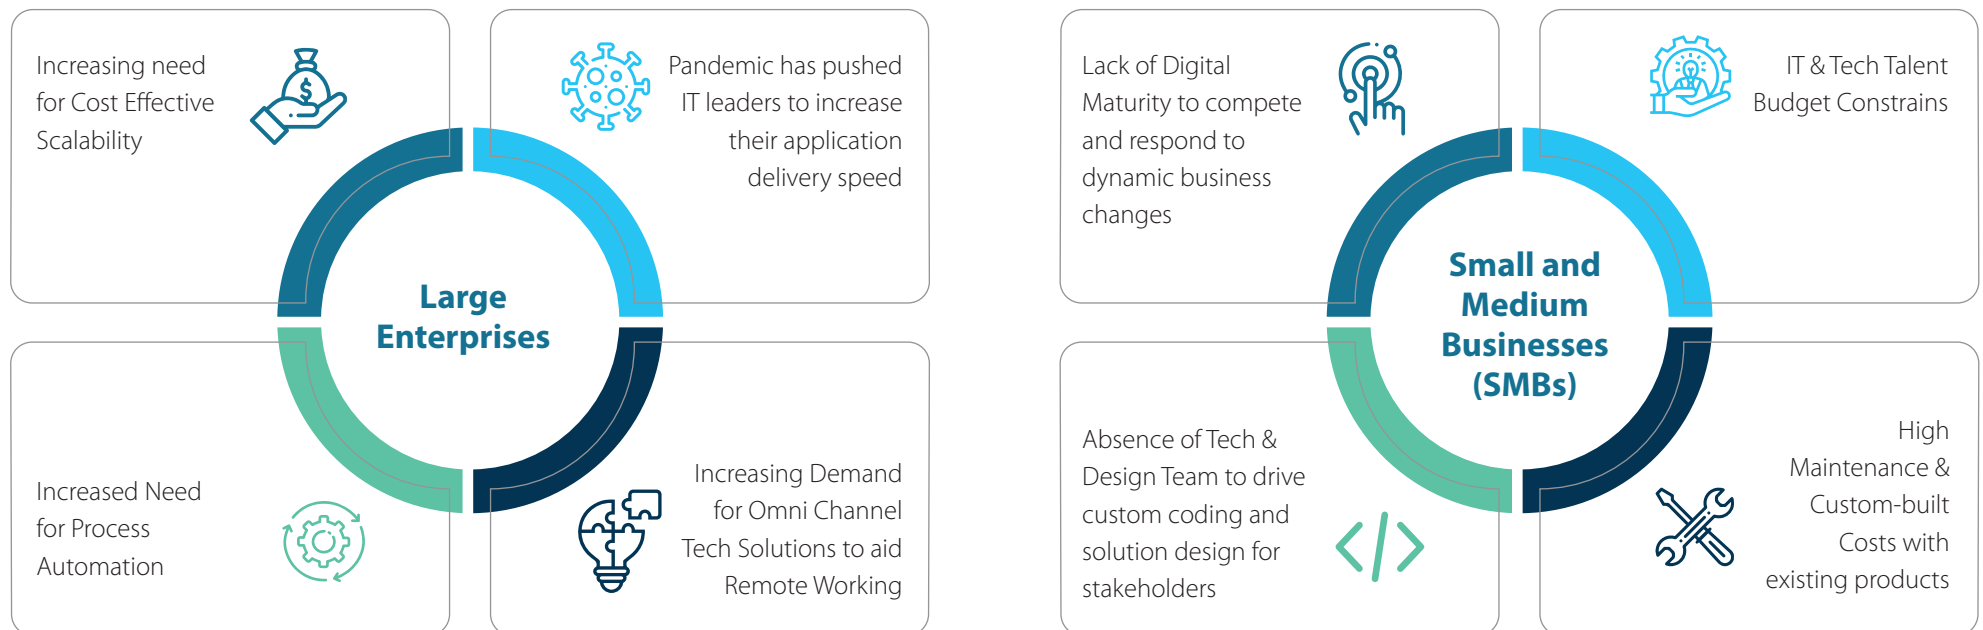 Increasing need
for Cost Effective
Scalability
$
Pandemic has pushed
IT leaders to increase
their application
delivery speed
Large
Enterprises
Increased Need
for Process
Automation
Increasing Demand
for Omni Channel
Tech Solutions to aid
Remote Working
Lack of Digital
Maturity to compete
and respond to
dynamic business
changes
IT & Tech Talent
Budget Constrains
Small and
Medium
Businesses
(SMBs)
Absence of Tech &
Design Team to drive
custom coding and
solution design for
stakeholders
</>
High
Maintenance &
Custom-built
Costs with
existing products